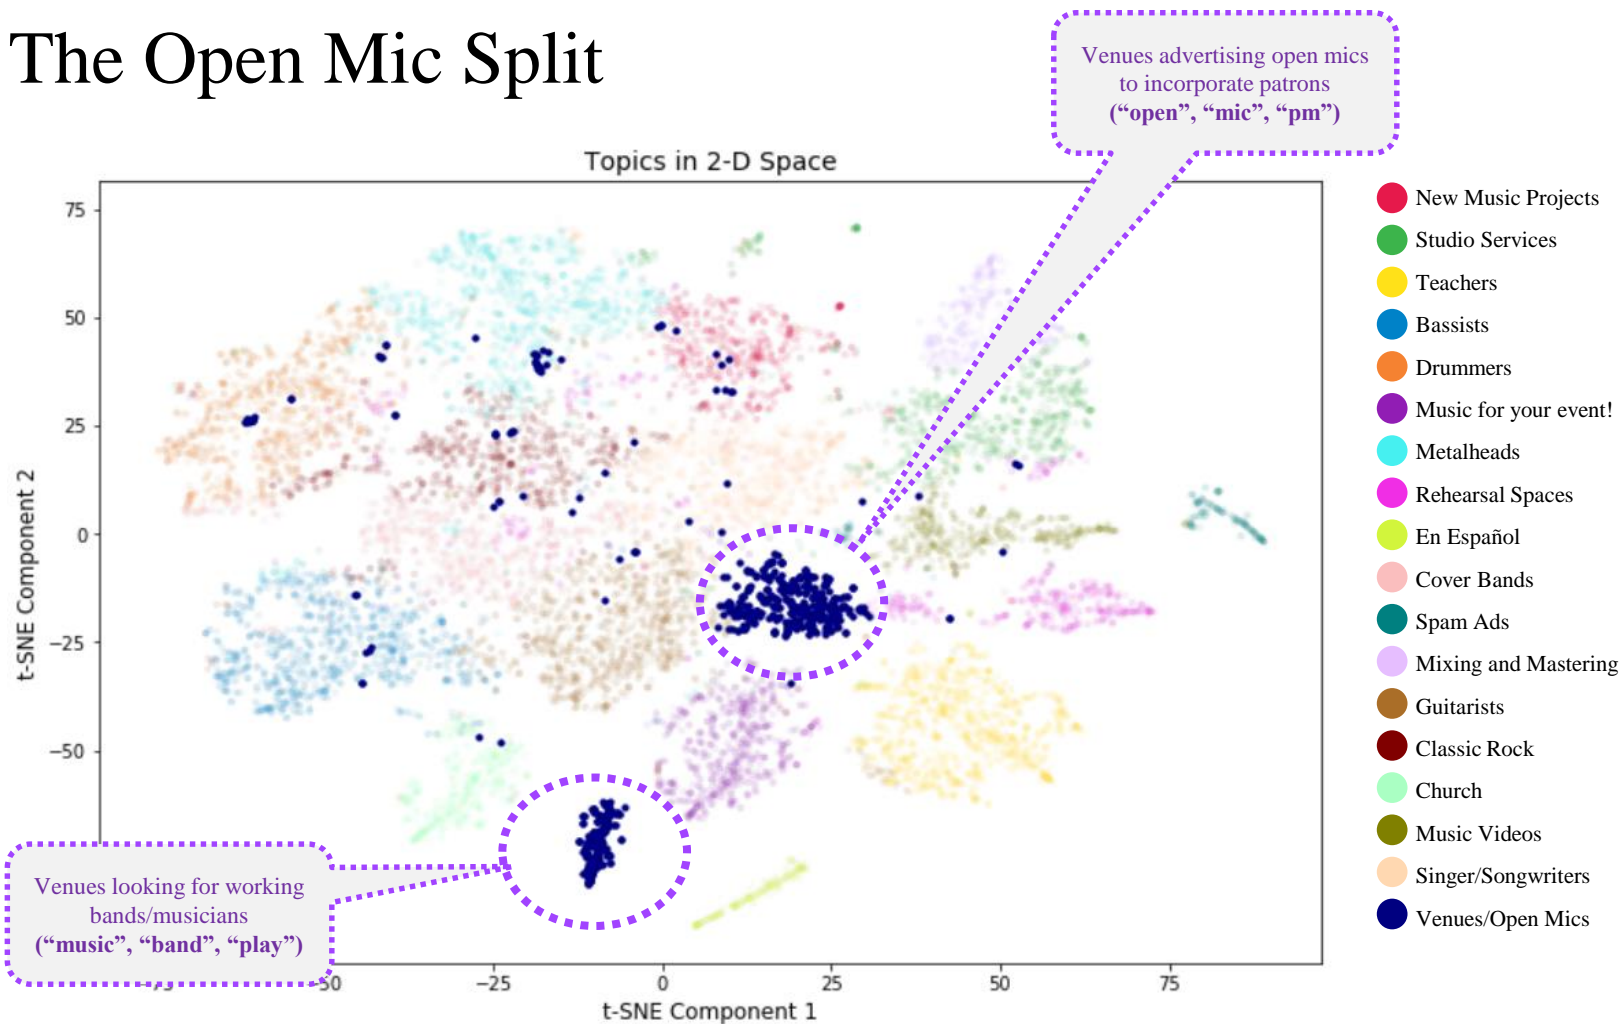 The Open Mic Split
Venues advertising open mics
to incorporate patrons
(“open”, “mic”, “pm”)
Topics in 2-D Space
75
50
25
0
−25
−50
t-SNE Component 2
−75
−50
−25
0
25
50
75
t-SNE Component 1
Venues looking for working
bands/musicians
(“music”, “band”, “play”)
New Music Projects
Studio Services
Teachers
Bassists
Drummers
Music for your event!
Metalheads
Rehearsal Spaces
En Español
Cover Bands
Spam Ads
Mixing and Mastering
Guitarists
Classic Rock
Church
Music Videos
Singer/Songwriters
Venues/Open Mics